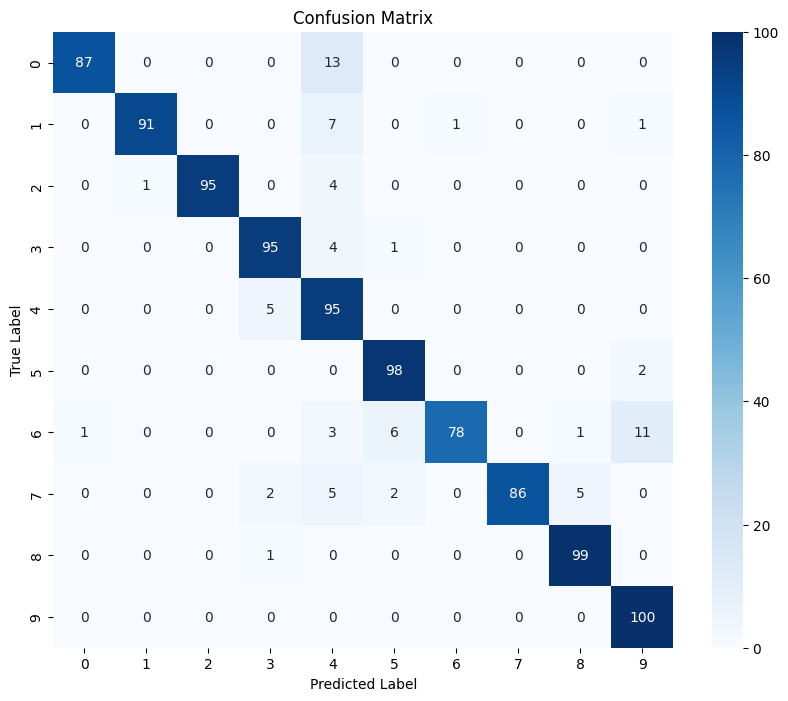 Confusion Matrix
0 87 0 0 0 13 0 0 0 0 0
1 0 91 0 0 7 0 1 0 0 1
2 0 1 95 0 4 0 0 0 0 0
3 0 0 0 95 4 1 0 0 0 0
4 0 0 0 5 95 0 0 0 0 0
5 0 0 0 0 0 98 0 0 0 2
6 1 0 0 0 3 6 78 0 1 11
7 0 0 0 2 5 2 0 86 5 0
8 0 0 0 1 0 0 0 0 99 0
9 0 0 0 0 0 0 0 0 0 100
0 1 2 3 4 5 6 7 8 9
Predicted Label
True Label
100
80
60
40
20
0